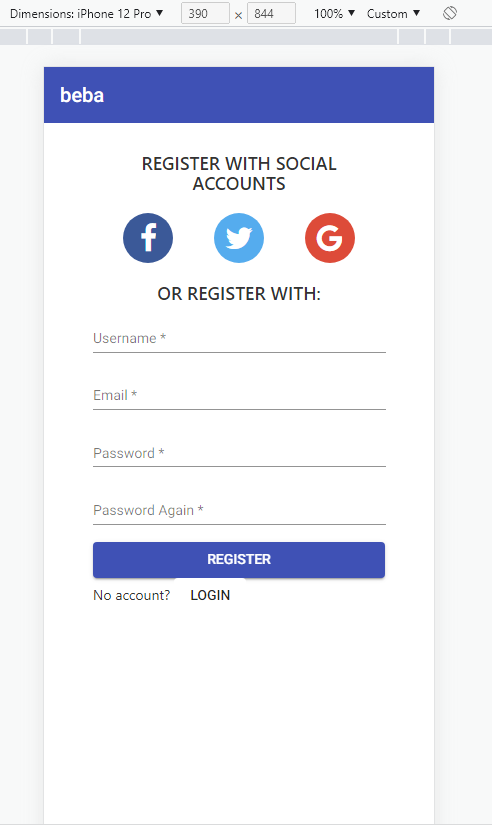 Dimensions: iPhone 12 Pro ▼ 390 × 844 100% ▼ Custom ▼
beba
REGISTER WITH SOCIAL
ACCOUNTS
OR REGISTER WITH:
Username *
Email *
Password *
Password Again *
REGISTER
No account? LOGIN